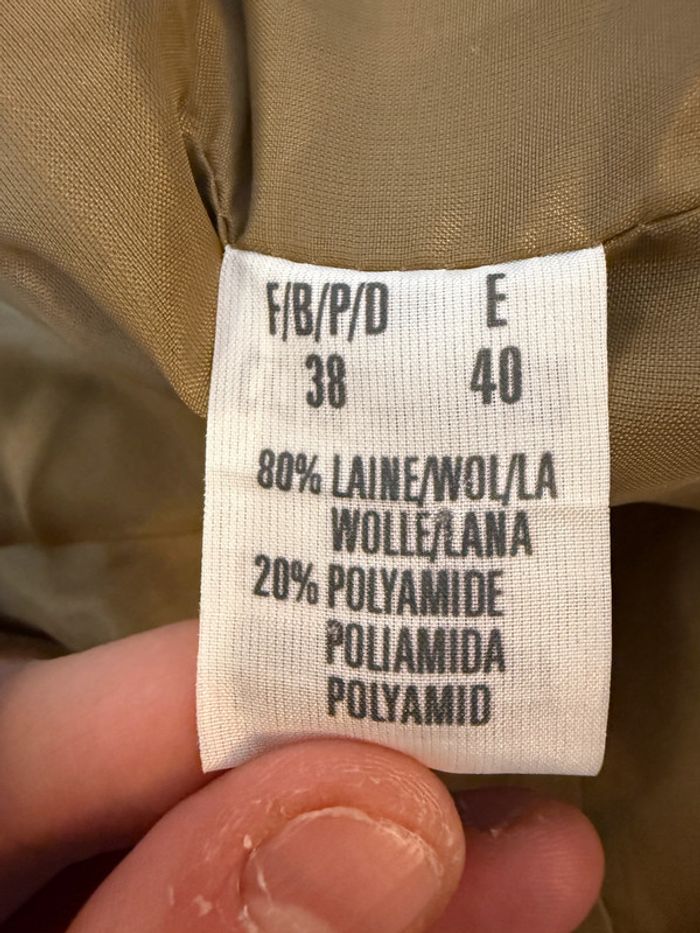 F/B/P/D E
38 40
80% LAINE/WOL/LA
WOLLE/LANA
20% POLYAMIDE
POLIAMIDA
POLYAMID